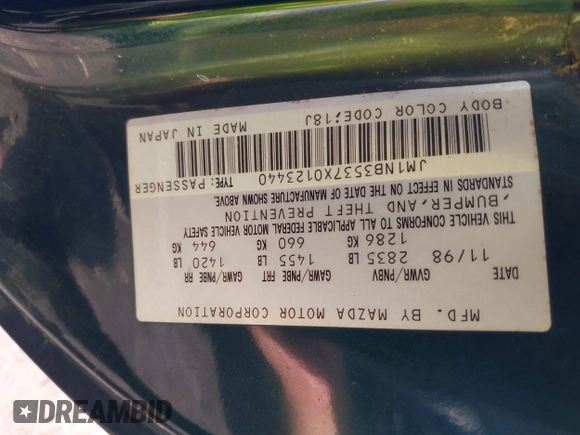 MFD. BY MAZDA MOTOR CORPORATION
DATE GVWR/PNBV GAWR/PNBE FRT GAWR/PNBE RR
11/98 2835 LB 1455 LB 1420 LB
1286 KG 660 KG 644 KG
THIS VEHICLE CONFORMS TO ALL APPLICABLE FEDERAL MOTOR VEHICLE SAFETY
, BUMPER, AND THEFT PREVENTION
STANDARDS IN EFFECT ON THE DATE OF MANUFACTURE SHOWN ABOVE
JM1NB3537X0123440 TYPE: PASSENGER
BODY COLOR CODE;18J MADE IN JAPAN
DREAMBID